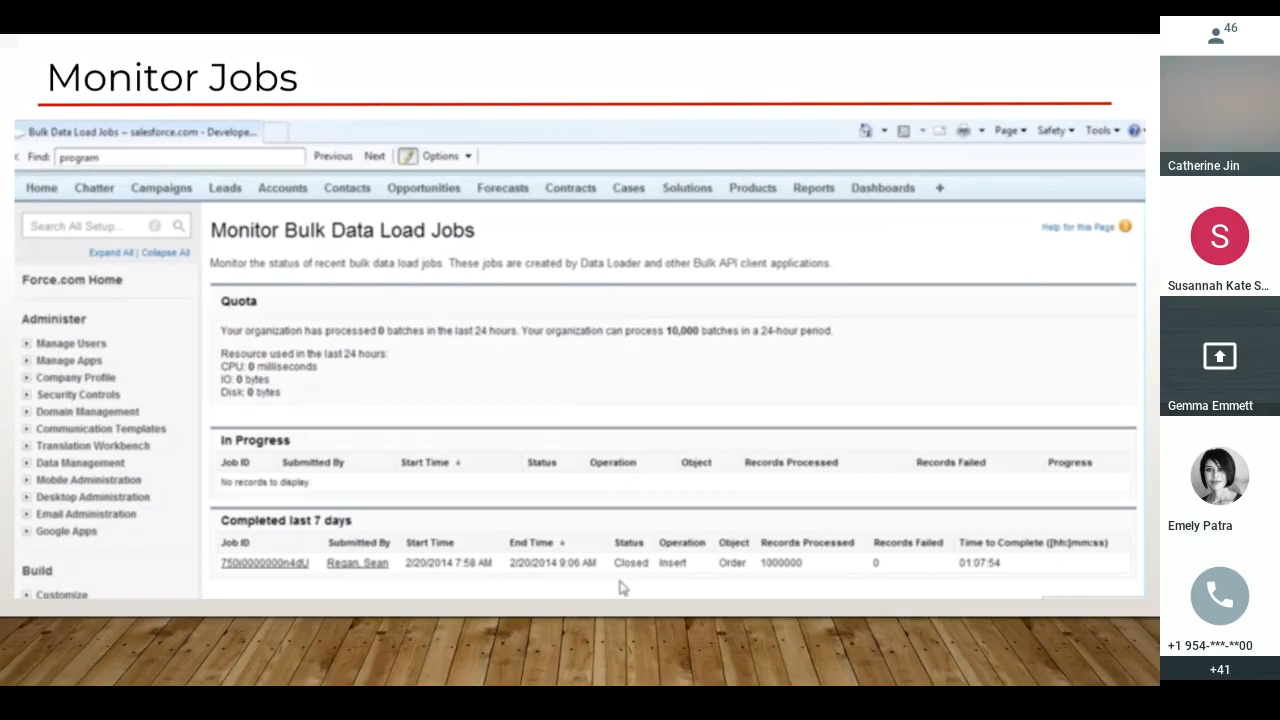 Monitor Jobs
Bulk Data Load Jobs ~ salesforce.com - Develope...
Page Safety Tools
Find: program Previous Next Options
Home Chatter Campaigns Leads Accounts Contacts Opportunities Forecasts Contracts Cases Solutions Products Reports Dashboards +
Search All Setup...
Expand All | Collapse All
Force.com Home
Administer
Manage Users
Manage Apps
Company Profile
Security Controls
Domain Management
Communication Templates
Translation Workbench
Data Management
Mobile Administration
Desktop Administration
Email Administration
Google Apps
Build
Customize
Monitor Bulk Data Load Jobs
Help for this Page
Monitor the status of recent bulk data load jobs. These jobs are created by Data Loader and other Bulk API client applications.
Quota
Your organization has processed 0 batches in the last 24 hours. Your organization can process 10,000 batches in a 24-hour period.
Resource used in the last 24 hours:
CPU: 0 milliseconds
IO: 0 bytes
Disk: 0 bytes
In Progress
Job ID Submitted By Start Time Status Operation Object Records Processed Records Failed Progress
No records to display.
Completed last 7 days
Job ID Submitted By Start Time End Time Status Operation Object Records Processed Records Failed Time to Complete ([hh]:mm:ss)
750i0000000n4dU Regan, Sean 2/20/2014 7:58 AM 2/20/2014 9:06 AM Closed Insert Order 1000000 0 01:07:54
46
Catherine Jin
S
Susannah Kate S...
Gemma Emmett
Emely Patra
+1 954-***-**00
+41